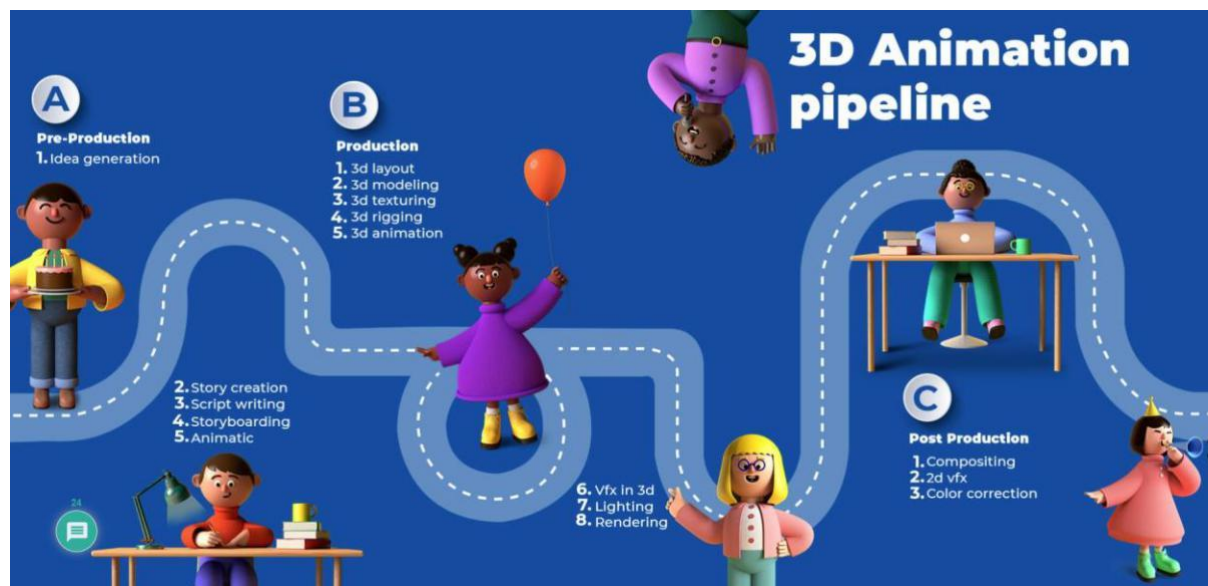 3D Animation
pipeline
A
Pre-Production
1. Idea generation
2. Story creation
3. Script writing
4. Storyboarding
5. Animatic
B
Production
1. 3d layout
2. 3d modeling
3. 3d texturing
4. 3d rigging
5. 3d animation
6. Vfx in 3d
7. Lighting
8. Rendering
C
Post Production
1. Compositing
2. 2d vfx
3. Color correction
24